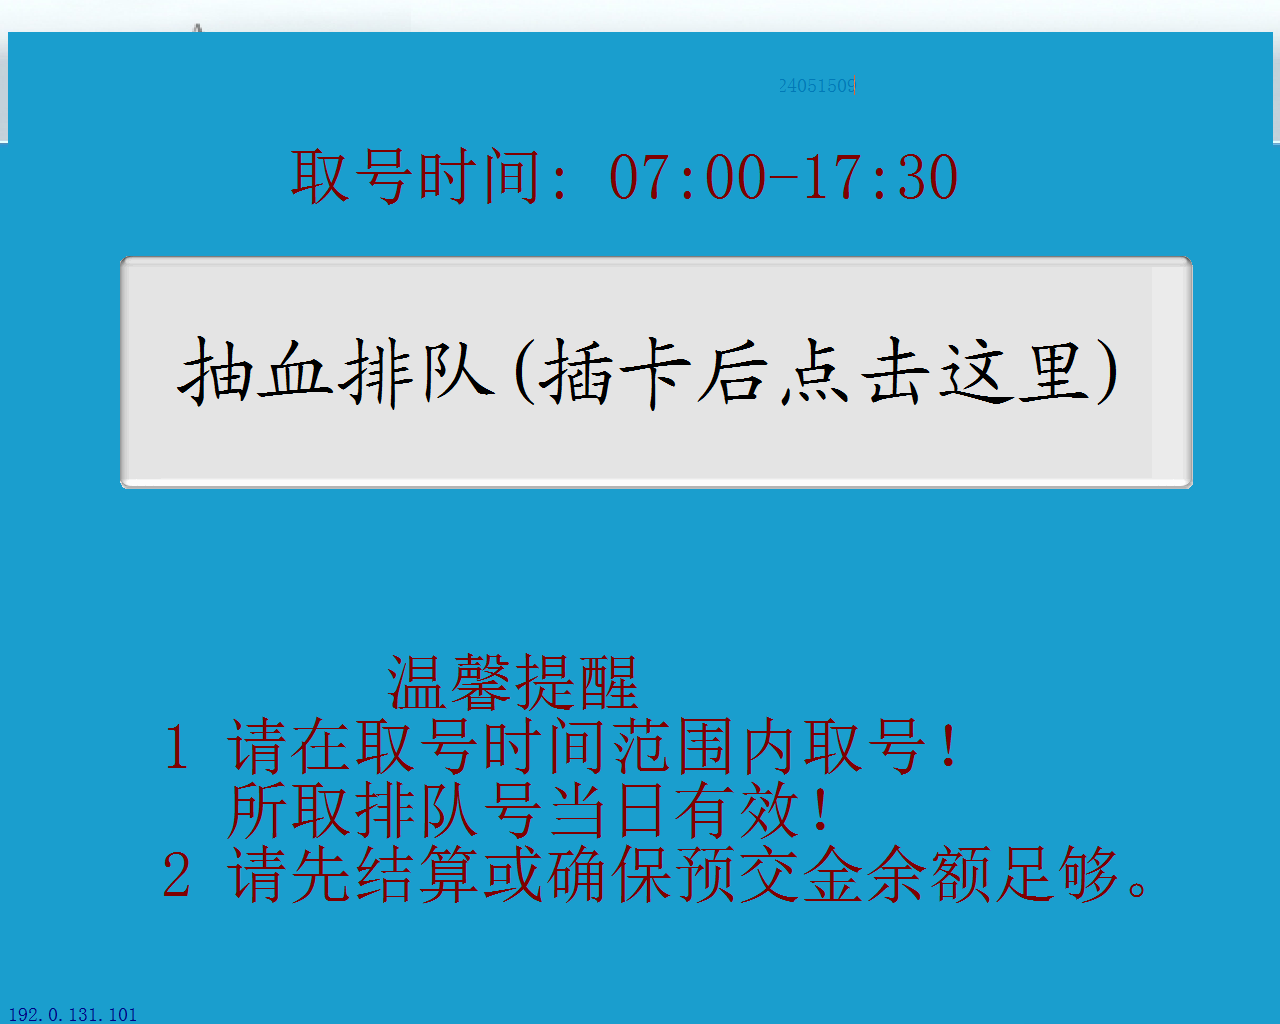 24051509
取号时间: 07:00-17:30
抽血排队(插卡后点击这里)
温馨提醒
1 请在取号时间范围内取号!
所取排队号当日有效!
2 请先结算或确保预交金余额足够。
192.0.131.101